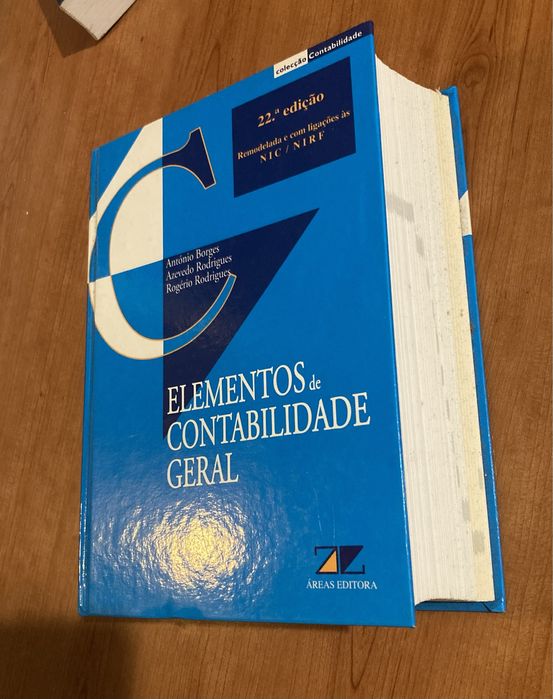 colecção Contabilidade
22.ª edição
Remodelada e com ligações às
NIC / NIRF
António Borges
Azevedo Rodrigues
Rogério Rodrigues
ELEMENTOS de
CONTABILIDADE
GERAL
ÁREAS EDITORA